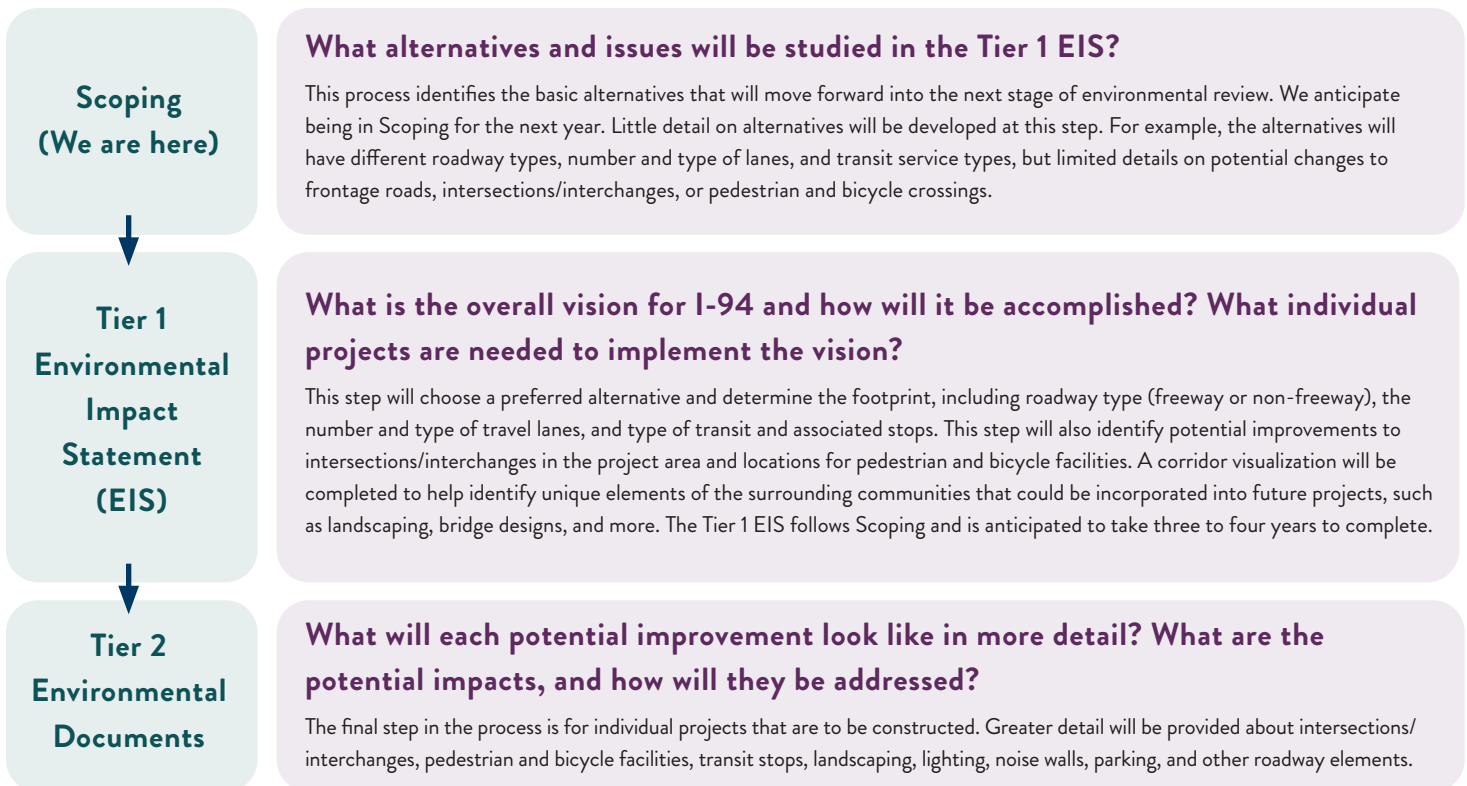 Scoping
(We are here)
What alternatives and issues will be studied in the Tier 1 EIS?
This process identifies the basic alternatives that will move forward into the next stage of environmental review. We anticipate
being in Scoping for the next year. Little detail on alternatives will be developed at this step. For example, the alternatives will
have different roadway types, number and type of lanes, and transit service types, but limited details on potential changes to
frontage roads, intersections/interchanges, or pedestrian and bicycle crossings.
Tier 1
Environmental
Impact
Statement
(EIS)
What is the overall vision for I-94 and how will it be accomplished? What individual
projects are needed to implement the vision?
This step will choose a preferred alternative and determine the footprint, including roadway type (freeway or non-freeway), the
number and type of travel lanes, and type of transit and associated stops. This step will also identify potential improvements to
intersections/interchanges in the project area and locations for pedestrian and bicycle facilities. A corridor visualization will be
completed to help identify unique elements of the surrounding communities that could be incorporated into future projects, such
as landscaping, bridge designs, and more. The Tier 1 EIS follows Scoping and is anticipated to take three to four years to complete.
Tier 2
Environmental
Documents
What will each potential improvement look like in more detail? What are the
potential impacts, and how will they be addressed?
The final step in the process is for individual projects that are to be constructed. Greater detail will be provided about intersections/
interchanges, pedestrian and bicycle facilities, transit stops, landscaping, lighting, noise walls, parking, and other roadway elements.